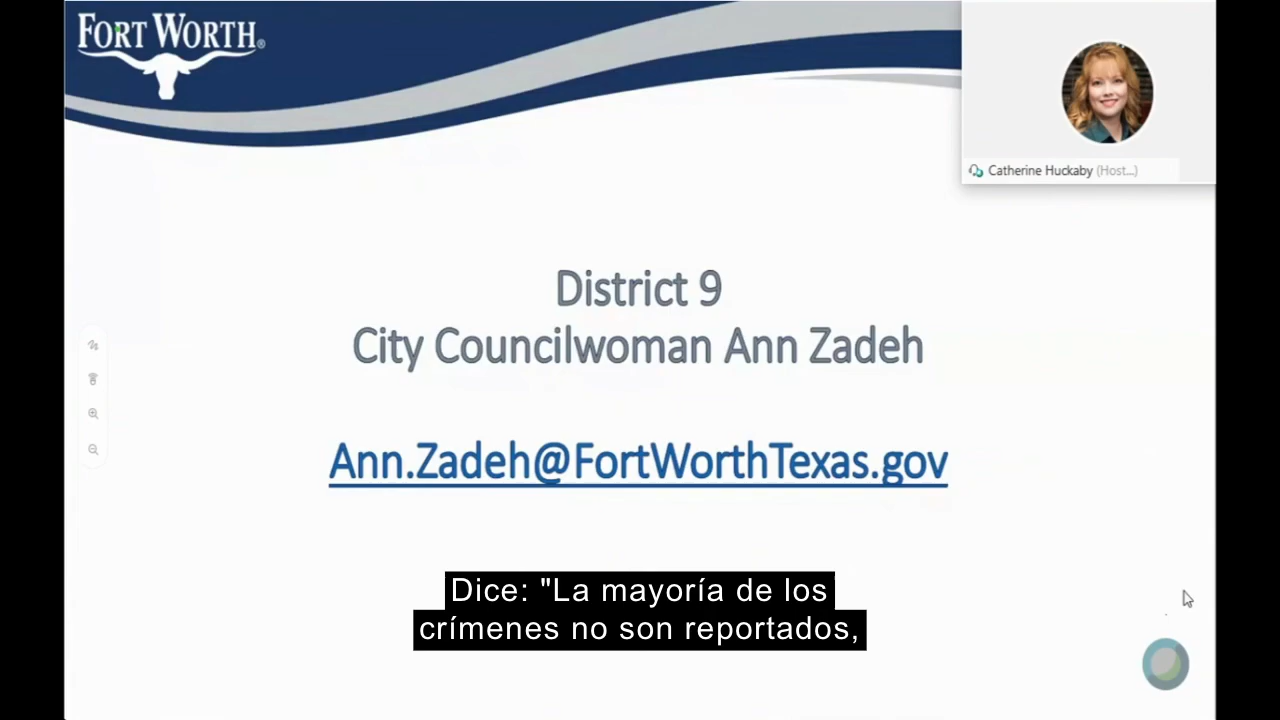 FORT WORTH®
Catherine Huckaby (Host...)
District 9
City Councilwoman Ann Zadeh
Ann.Zadeh@FortWorthTexas.gov
Dice: "La mayoría de los
crímenes no son reportados,